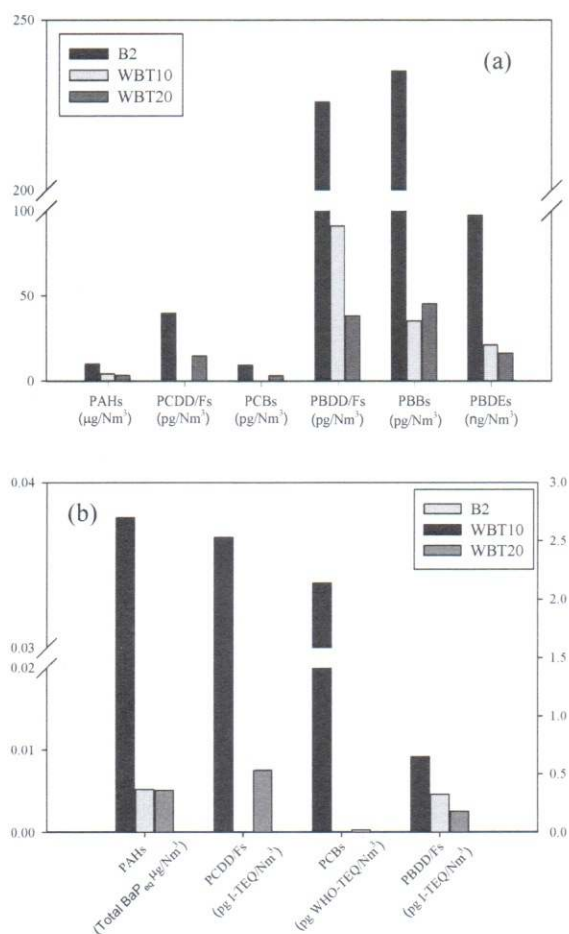 250
B2
WBT10
WBT20
(a)
200
100
50
0
PAHs PCDD/Fs PCBs PBDD/Fs PBBs PBDEs
(μg/Nm³) (pg/Nm³) (pg/Nm³) (pg/Nm³) (pg/Nm³) (ng/Nm³)
0.04 3.0
(b)
B2
WBT10
WBT20
2.5
2.0
0.03
1.5
0.02
1.0
0.01
0.5
0.00 0.0
PAHs
(Total BaPeq μg/Nm³)
PCDD/Fs
(pg I-TEQ/Nm³)
PCBs
(pg WHO-TEQ/Nm³)
PBDD/Fs
(pg I-TEQ/Nm³)